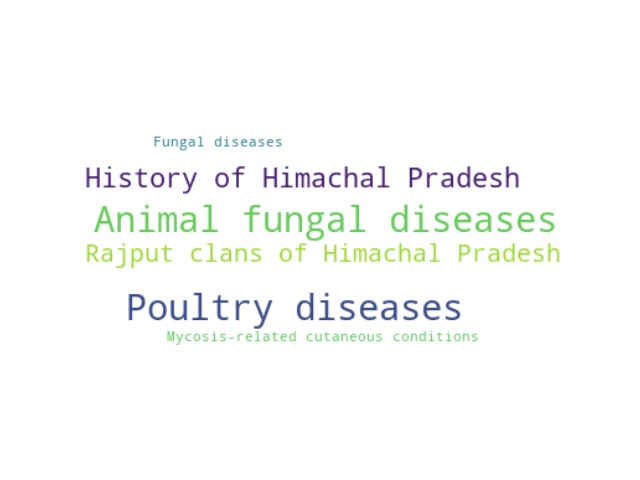 Fungal diseases
History of Himachal Pradesh
Animal fungal diseases
Rajput clans of Himachal Pradesh
Poultry diseases
Mycosis-related cutaneous conditions